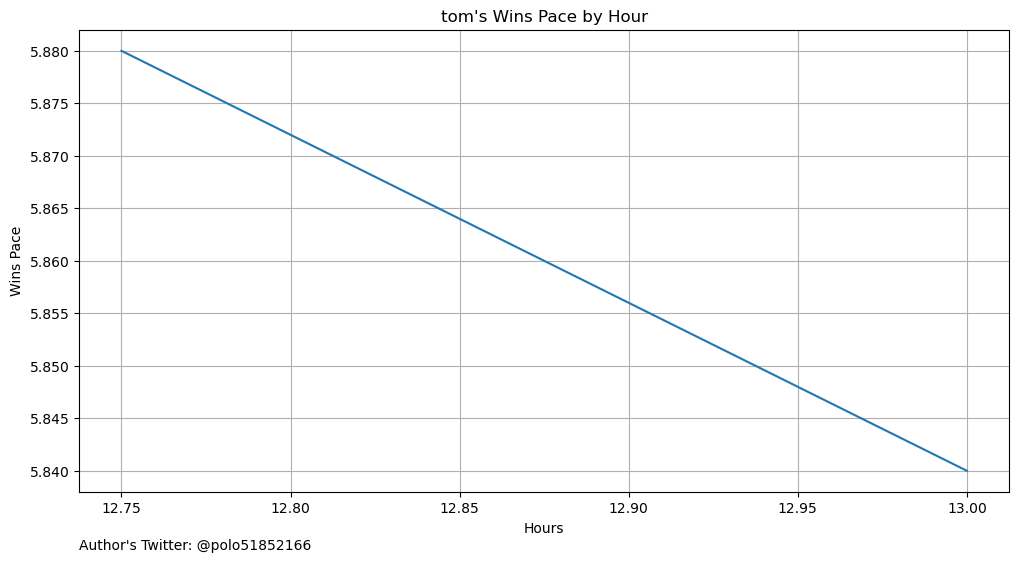 tom's Wins Pace by Hour
5.880
5.875
5.870
5.865
5.860
5.855
5.850
5.845
5.840
Wins Pace
12.75 12.80 12.85 12.90 12.95 13.00
Hours
Author's Twitter: @polo51852166